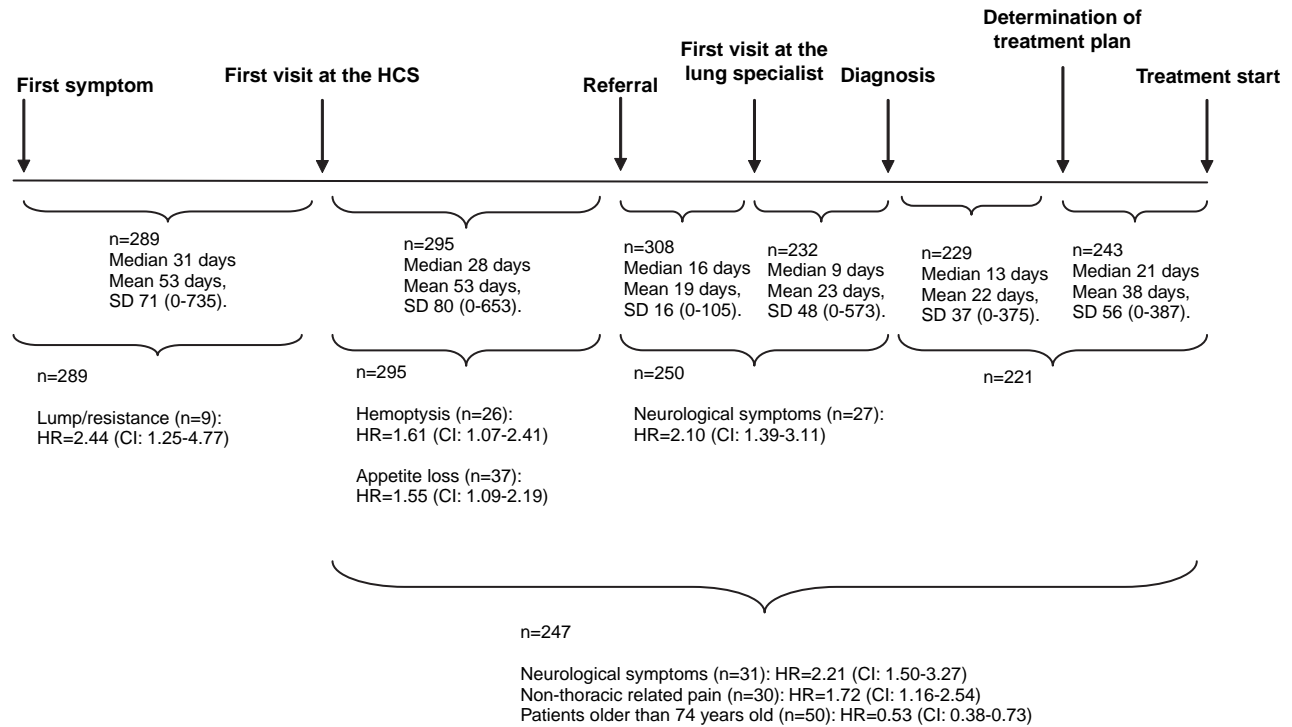 Determination of
treatment plan
First visit at the
lung specialist
First visit at the HCS
Diagnosis
First symptom
Referral
Treatment start
n=289
Median 31 days
Mean 53 days,
SD 71 (0-735).
n=295
Median 28 days
Mean 53 days,
SD 80 (0-653).
n=308
Median 16 days
Mean 19 days,
SD 16 (0-105).
n=232
Median 9 days
Mean 23 days,
SD 48 (0-573).
n=229
Median 13 days
Mean 22 days,
SD 37 (0-375).
n=243
Median 21 days
Mean 38 days,
SD 56 (0-387).
n=289
Lump/resistance (n=9):
HR=2.44 (CI: 1.25-4.77)
n=295
Hemoptysis (n=26):
HR=1.61 (CI: 1.07-2.41)
Appetite loss (n=37):
HR=1.55 (CI: 1.09-2.19)
n=250
Neurological symptoms (n=27):
HR=2.10 (CI: 1.39-3.11)
n=221
n=247
Neurological symptoms (n=31): HR=2.21 (CI: 1.50-3.27)
Non-thoracic related pain (n=30): HR=1.72 (CI: 1.16-2.54)
Patients older than 74 years old (n=50): HR=0.53 (CI: 0.38-0.73)